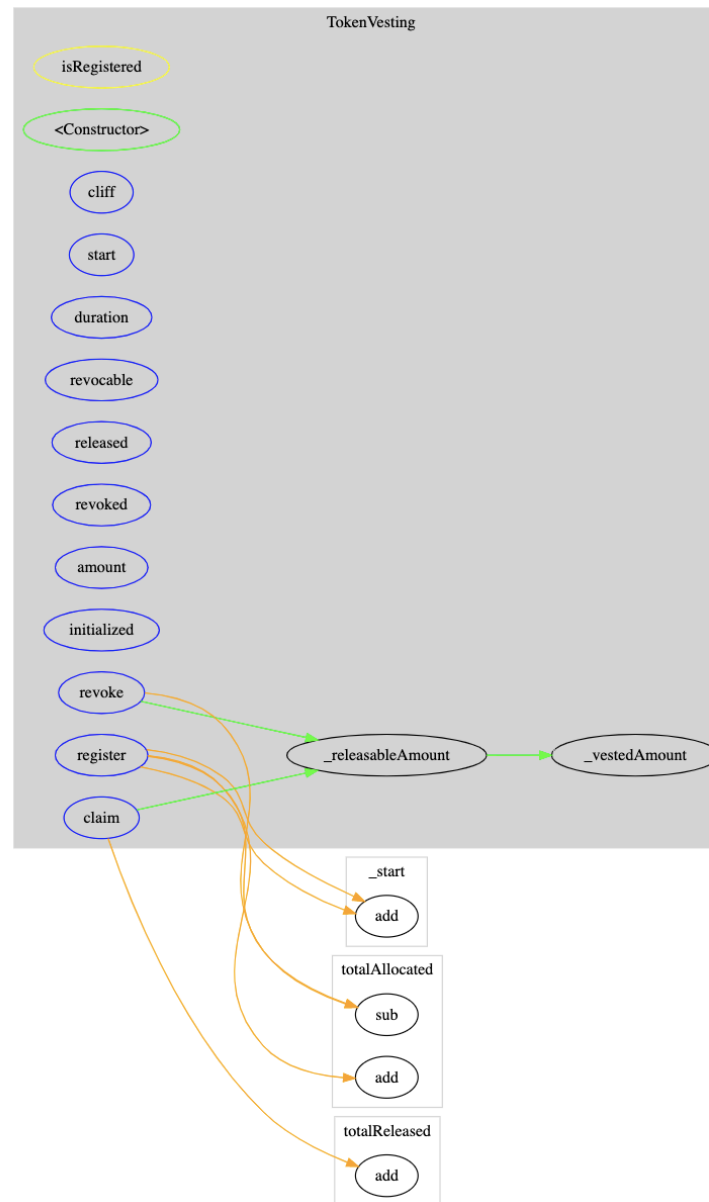 TokenVesting
isRegistered
<Constructor>
cliff
start
duration
revocable
released
revoked
amount
initialized
revoke
register
_releasableAmount
_vestedAmount
claim
_start
add
totalAllocated
sub
add
totalReleased
add